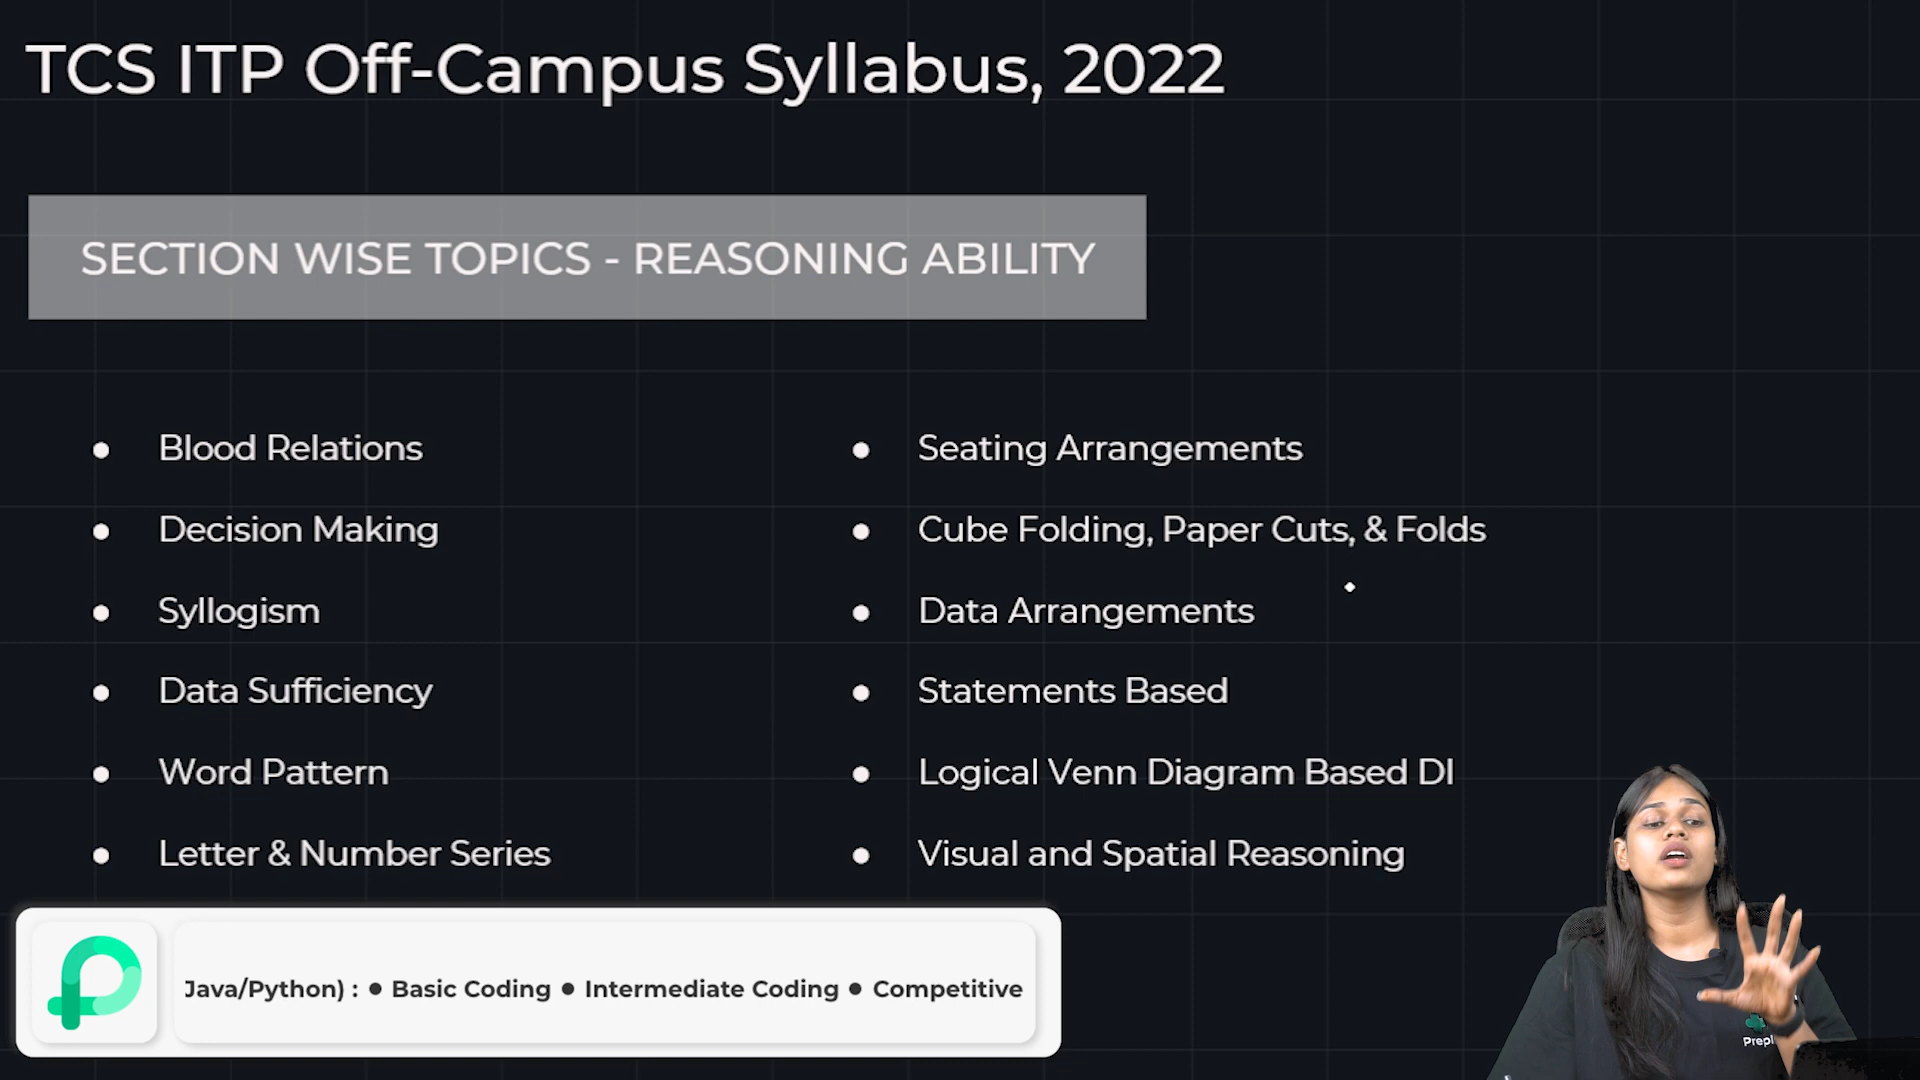 TCS ITP Off-Campus Syllabus, 2022
SECTION WISE TOPICS - REASONING ABILITY
• Blood Relations
• Decision Making
• Syllogism
• Data Sufficiency
• Word Pattern
• Letter & Number Series
• Seating Arrangements
• Cube Folding, Paper Cuts, & Folds
• Data Arrangements
• Statements Based
• Logical Venn Diagram Based DI
• Visual and Spatial Reasoning
Java/Python) : • Basic Coding • Intermediate Coding • Competitive